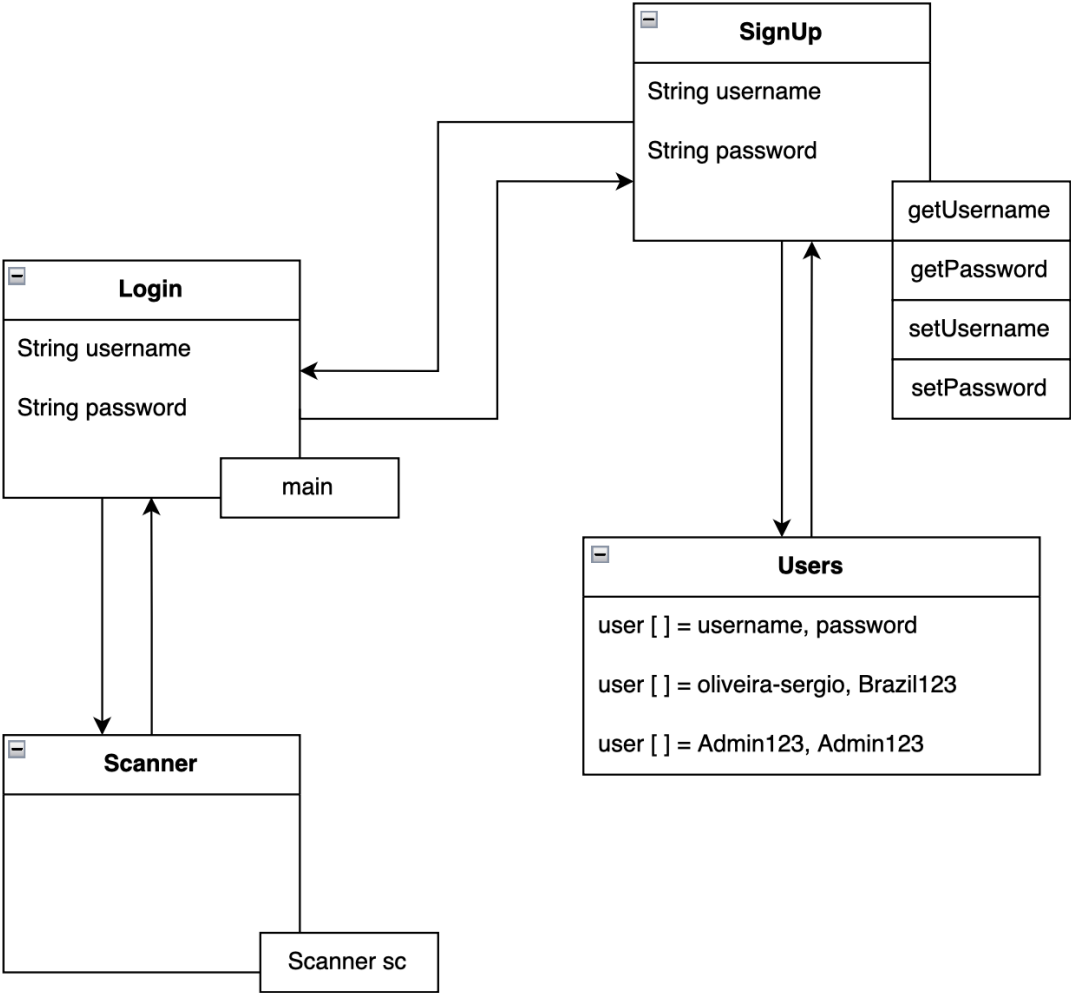 SignUp
String username
String password
getUsername
getPassword
setUsername
setPassword
Login
String username
String password
main
Users
user [ ] = username, password
user [ ] = oliveira-sergio, Brazil123
user [ ] = Admin123, Admin123
Scanner
Scanner sc